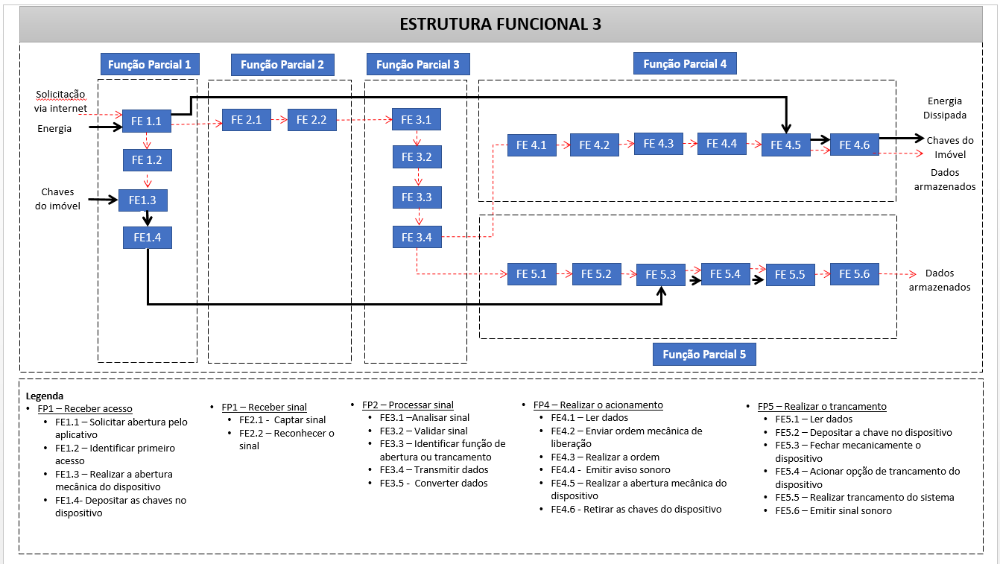 ESTRUTURA FUNCIONAL 3
Função Parcial 1
Função Parcial 2
Função Parcial 3
Função Parcial 4
Solicitação
via internet
Energia
Chaves
do imóvel
FE 1.1
FE 1.2
FE1.3
FE1.4
FE 2.1
FE 2.2
FE 3.1
FE 3.2
FE 3.3
FE 3.4
FE 4.1
FE 4.2
FE 4.3
FE 4.4
FE 4.5
FE 4.6
Energia
Dissipada
Chaves do
Imóvel
Dados
armazenados
FE 5.1
FE 5.2
FE 5.3
FE 5.4
FE 5.5
FE 5.6
Dados
armazenados
Função Parcial 5
Legenda
• FP1 – Receber acesso
• FE1.1 – Solicitar abertura pelo
aplicativo
• FE1.2 – Identificar primeiro
acesso
• FE1.3 – Realizar a abertura
mecânica do dispositivo
• FE1.4- Depositar as chaves no
dispositivo
• FP1 – Receber sinal
• FE2.1 - Captar sinal
• FE2.2 – Reconhecer o
sinal
• FP2 – Processar sinal
• FE3.1 –Analisar sinal
• FE3.2 – Validar sinal
• FE3.3 – Identificar função de
abertura ou trancamento
• FE3.4 – Transmitir dados
• FE3.5 - Converter dados
• FP4 – Realizar o acionamento
• FE4.1 – Ler dados
• FE4.2 – Enviar ordem mecânica de
liberação
• FE4.3 – Realizar a ordem
• FE4.4 - Emitir aviso sonoro
• FE4.5 – Realizar a abertura mecânica do
dispositivo
• FE4.6 - Retirar as chaves do dispositivo
• FP5 – Realizar o trancamento
• FE5.1 – Ler dados
• FE5.2 – Depositar a chave no dispositivo
• FE5.3 – Fechar mecanicamente o
dispositivo
• FE5.4 – Acionar opção de trancamento do
dispositivo
• FE5.5 – Realizar trancamento do sistema
• FE5.6 – Emitir sinal sonoro